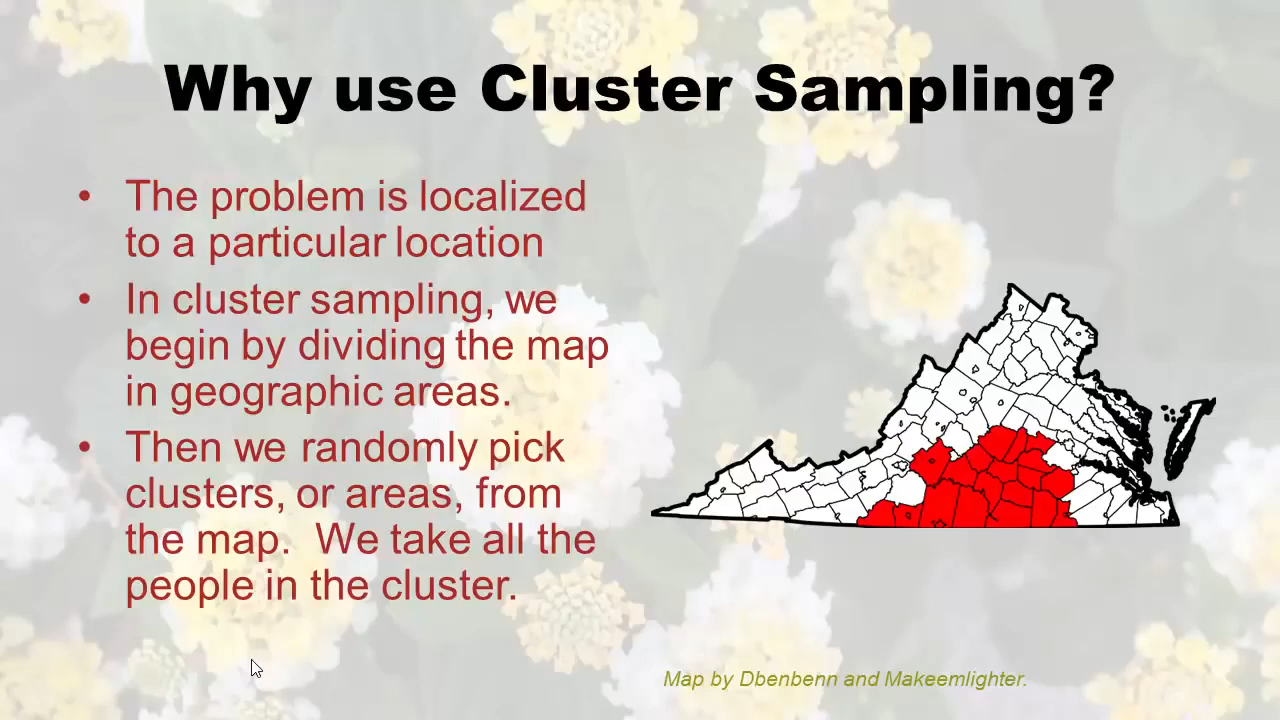 Why use Cluster Sampling?
• The problem is localized
to a particular location
• In cluster sampling, we
begin by dividing the map
in geographic areas.
• Then we randomly pick
clusters, or areas, from
the map.  We take all the
people in the cluster.
Map by Dbenbenn and Makeemlighter.